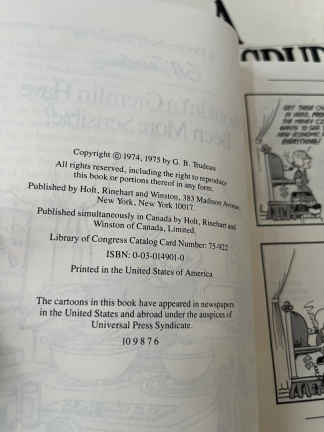 Copyright © 1974, 1975 by G. B. Trudeau
All rights reserved, including the right to reproduce
this book or portions thereof in any form.
Published by Holt, Rinehart and Winston, 383 Madison Avenue
New York, New York 10017.
Published simultaneously in Canada by Holt, Rinehart and
Winston of Canada, Limited.
Library of Congress Catalog Card Number: 75-922
ISBN: 0-03-014901-0
Printed in the United States of America
The cartoons in this book have appeared in newspapers
in the United States and abroad under the auspices of
Universal Press Syndicate.
10 9 8 7 6